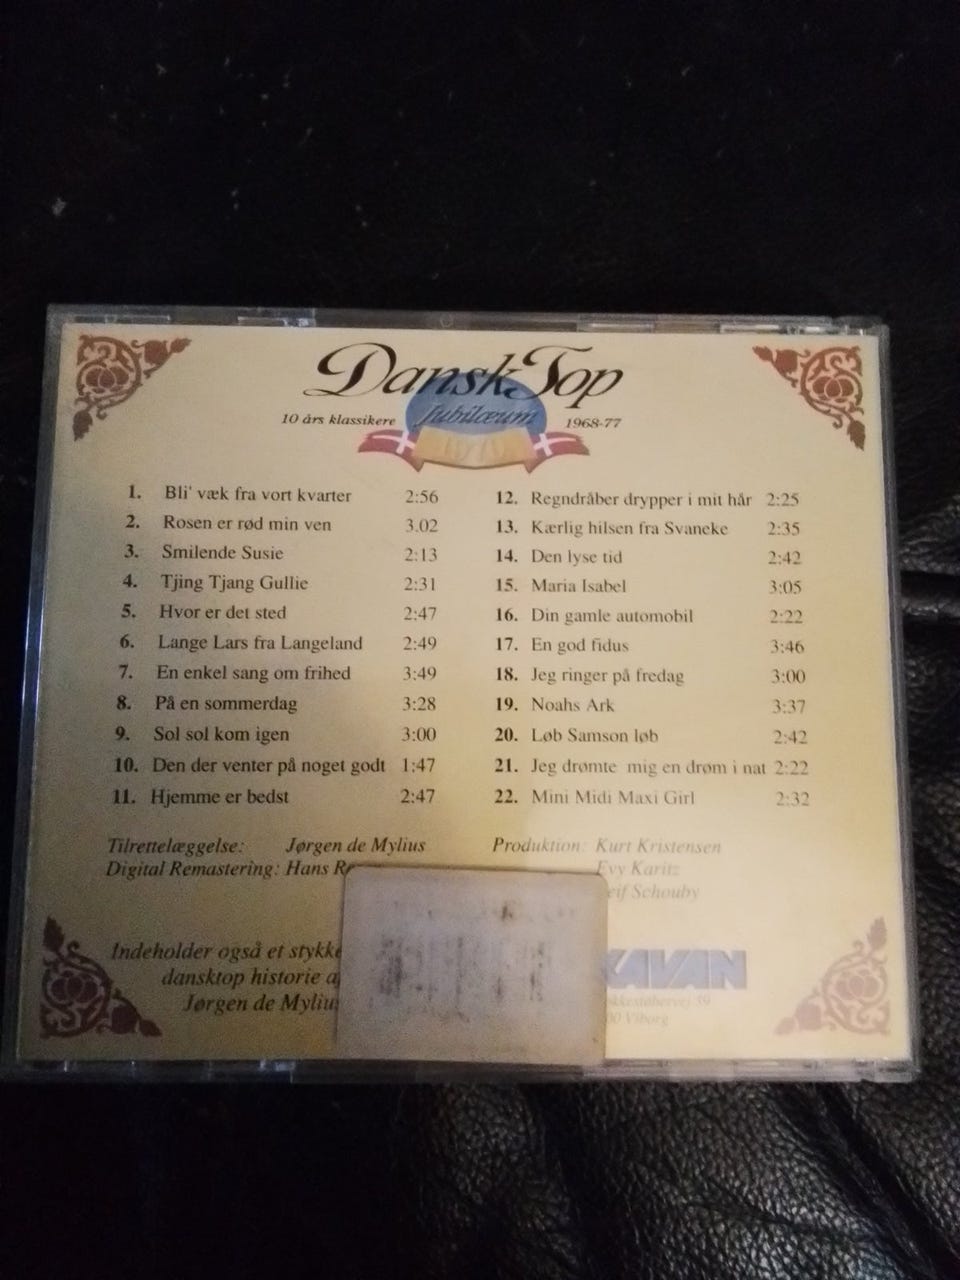 Dansk Top
Jubilæum
10 års klassikere 1968-77
1. Bli' væk fra vort kvarter 2:56
2. Rosen er rød min ven 3.02
3. Smilende Susie 2:13
4. Tjing Tjang Gullie 2:31
5. Hvor er det sted 2:47
6. Lange Lars fra Langeland 2:49
7. En enkel sang om frihed 3:49
8. På en sommerdag 3:28
9. Sol sol kom igen 3:00
10. Den der venter på noget godt 1:47
11. Hjemme er bedst 2:47
12. Regndråber drypper i mit hår 2:25
13. Kærlig hilsen fra Svaneke 2:35
14. Den lyse tid 2:42
15. Maria Isabel 3:05
16. Din gamle automobil 2:22
17. En god fidus 3:46
18. Jeg ringer på fredag 3:00
19. Noahs Ark 3:37
20. Løb Samson løb 2:42
21. Jeg drømte mig en drøm i nat 2:22
22. Mini Midi Maxi Girl 2:32
Tilrettelæggelse: Jørgen de Mylius
Digital Remastering: Hans
Produktion: Kurt Kristensen
Evy Karitz
Schouby
Indeholder også et stykke
dansktop historie af
Jørgen de Mylius
KAVAN
59
Viborg